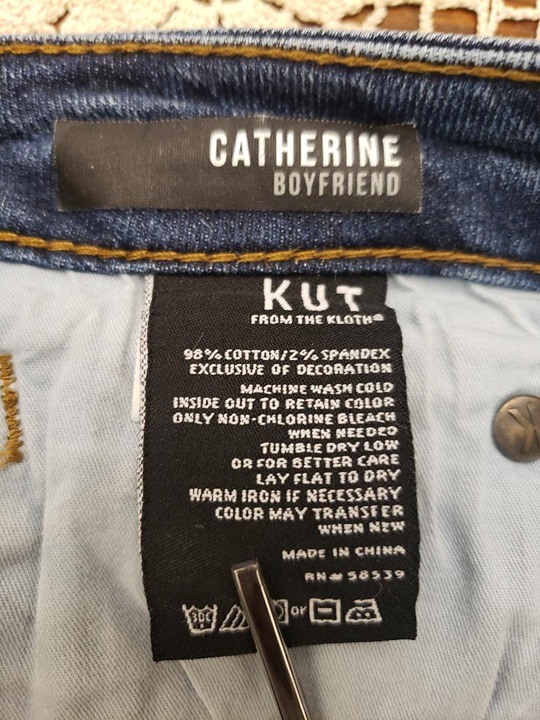 CATHERINE
BOYFRIEND
KUT
FROM THE KLOTH®
98% COTTON/2% SPANDEX
EXCLUSIVE OF DECORATION
MACHINE WASH COLD
INSIDE OUT TO RETAIN COLOR
ONLY NON-CHLORINE BLEACH
WHEN NEEDED
TUMBLE DRY LOW
OR FOR BETTER CARE
LAY FLAT TO DRY
WARM IRON IF NECESSARY
COLOR MAY TRANSFER
WHEN NEW
MADE IN CHINA
RN# 58539
30C or